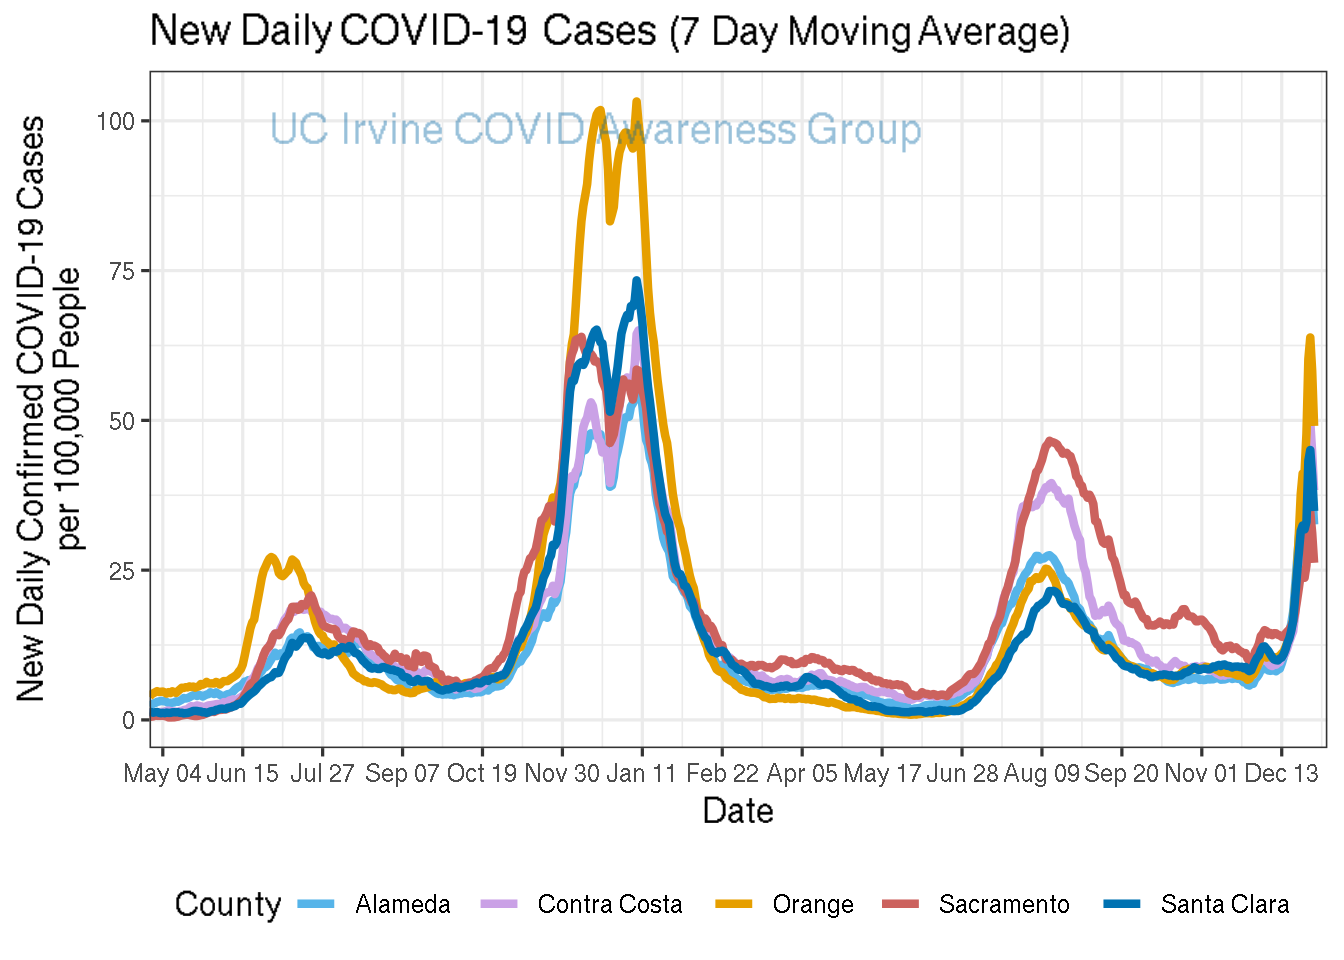 New Daily COVID-19 Cases (7 Day Moving Average)
UC Irvine COVID Awareness Group
New Daily Confirmed COVID-19 Cases
per 100,000 People
100
75
50
25
0
May 04 Jun 15 Jul 27 Sep 07 Oct 19 Nov 30 Jan 11 Feb 22 Apr 05 May 17 Jun 28 Aug 09 Sep 20 Nov 01 Dec 13
Date
County Alameda Contra Costa Orange Sacramento Santa Clara